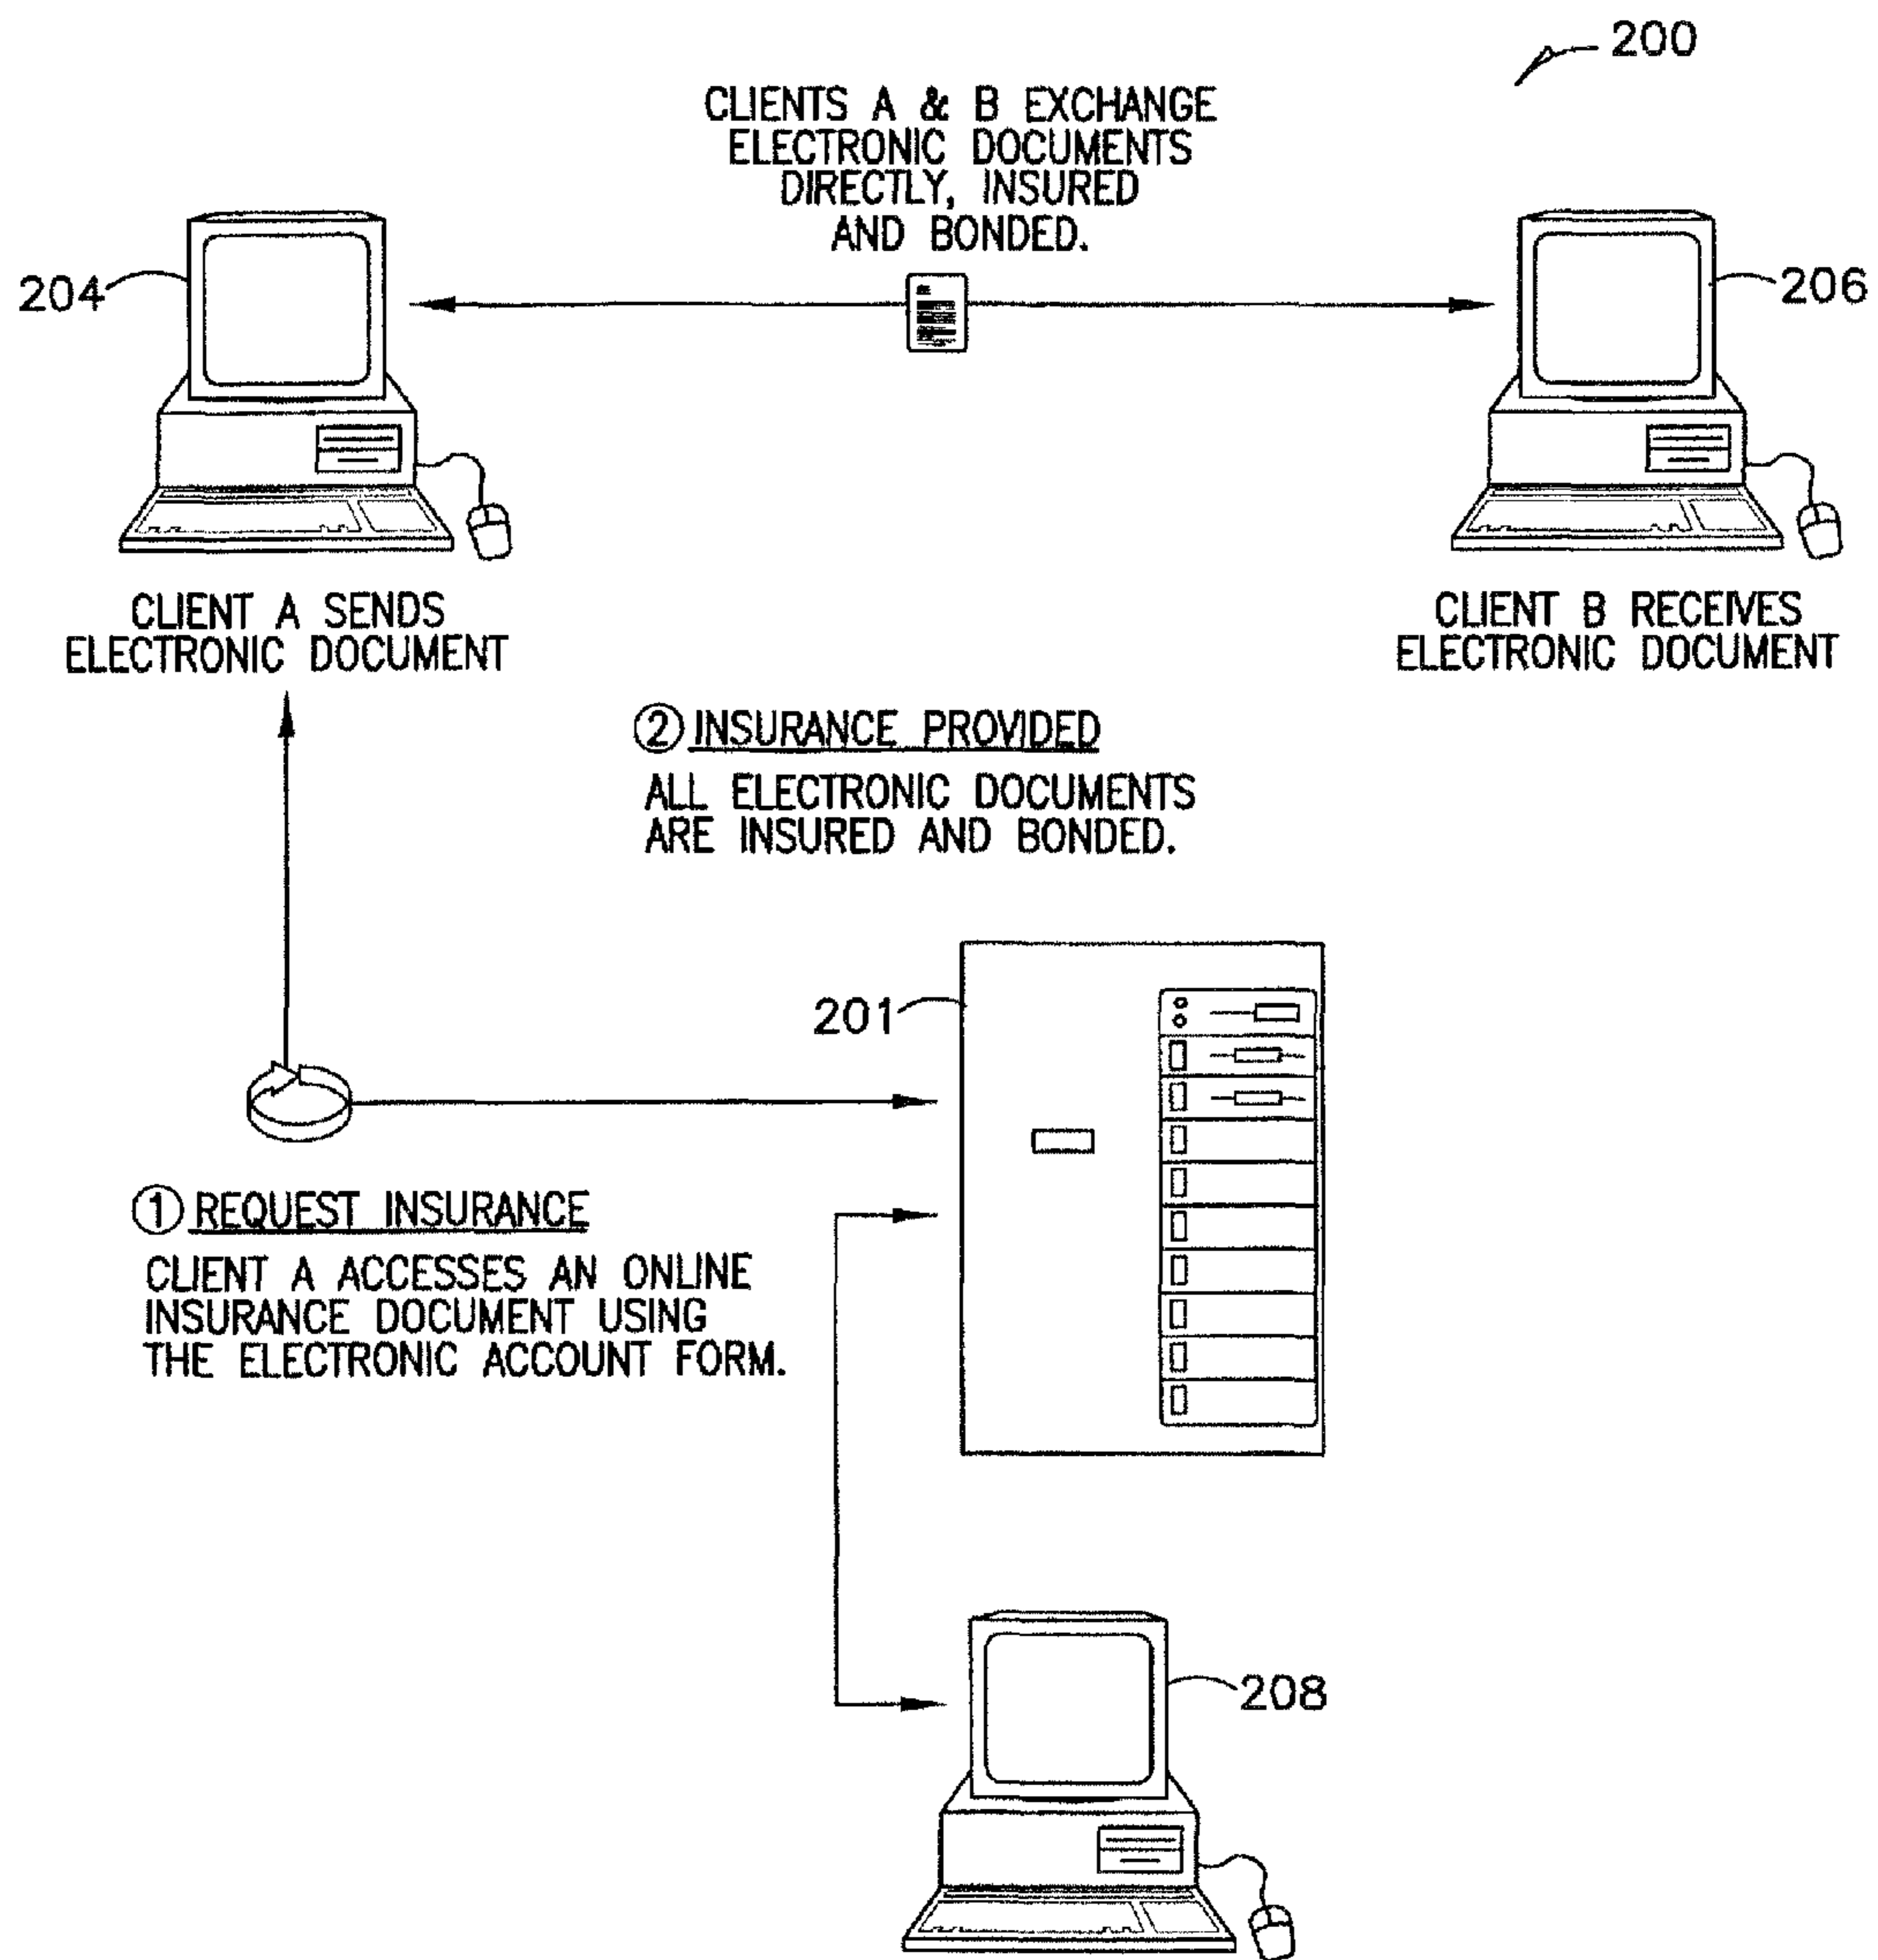 200
CLIENTS A & B EXCHANGE
ELECTRONIC DOCUMENTS
DIRECTLY, INSURED
AND BONDED.
204
206
CLIENT A SENDS
ELECTRONIC DOCUMENT
CLIENT B RECEIVES
ELECTRONIC DOCUMENT
② INSURANCE PROVIDED
ALL ELECTRONIC DOCUMENTS
ARE INSURED AND BONDED.
201
① REQUEST INSURANCE
CLIENT A ACCESSES AN ONLINE
INSURANCE DOCUMENT USING
THE ELECTRONIC ACCOUNT FORM.
208